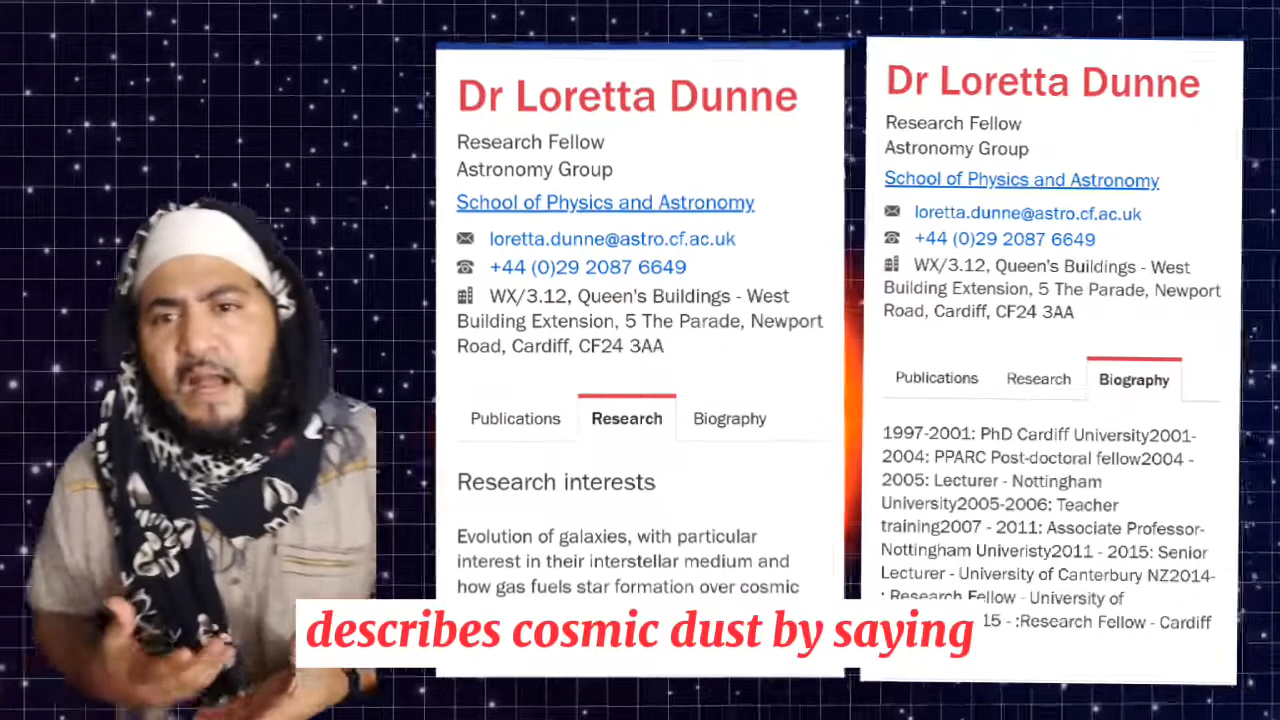 Dr Loretta Dunne
Research Fellow
Astronomy Group
School of Physics and Astronomy
loretta.dunne@astro.cf.ac.uk
+44 (0)29 2087 6649
WX/3.12, Queen's Buildings - West
Building Extension, 5 The Parade, Newport
Road, Cardiff, CF24 3AA
Publications Research Biography
Research interests
Evolution of galaxies, with particular
interest in their interstellar medium and
how gas fuels star formation over cosmic
Dr Loretta Dunne
Research Fellow
Astronomy Group
School of Physics and Astronomy
loretta.dunne@astro.cf.ac.uk
+44 (0)29 2087 6649
WX/3.12, Queen's Buildings - West
Building Extension, 5 The Parade, Newport
Road, Cardiff, CF24 3AA
Publications Research Biography
1997-2001: PhD Cardiff University2001-
2004: PPARC Post-doctoral fellow2004 -
2005: Lecturer - Nottingham
University2005-2006: Teacher
training2007 - 2011: Associate Professor-
Nottingham Univeristy2011 - 2015: Senior
Lecturer - University of Canterbury NZ2014-
: Research Fellow - University of
15 - :Research Fellow - Cardiff
describes cosmic dust by saying